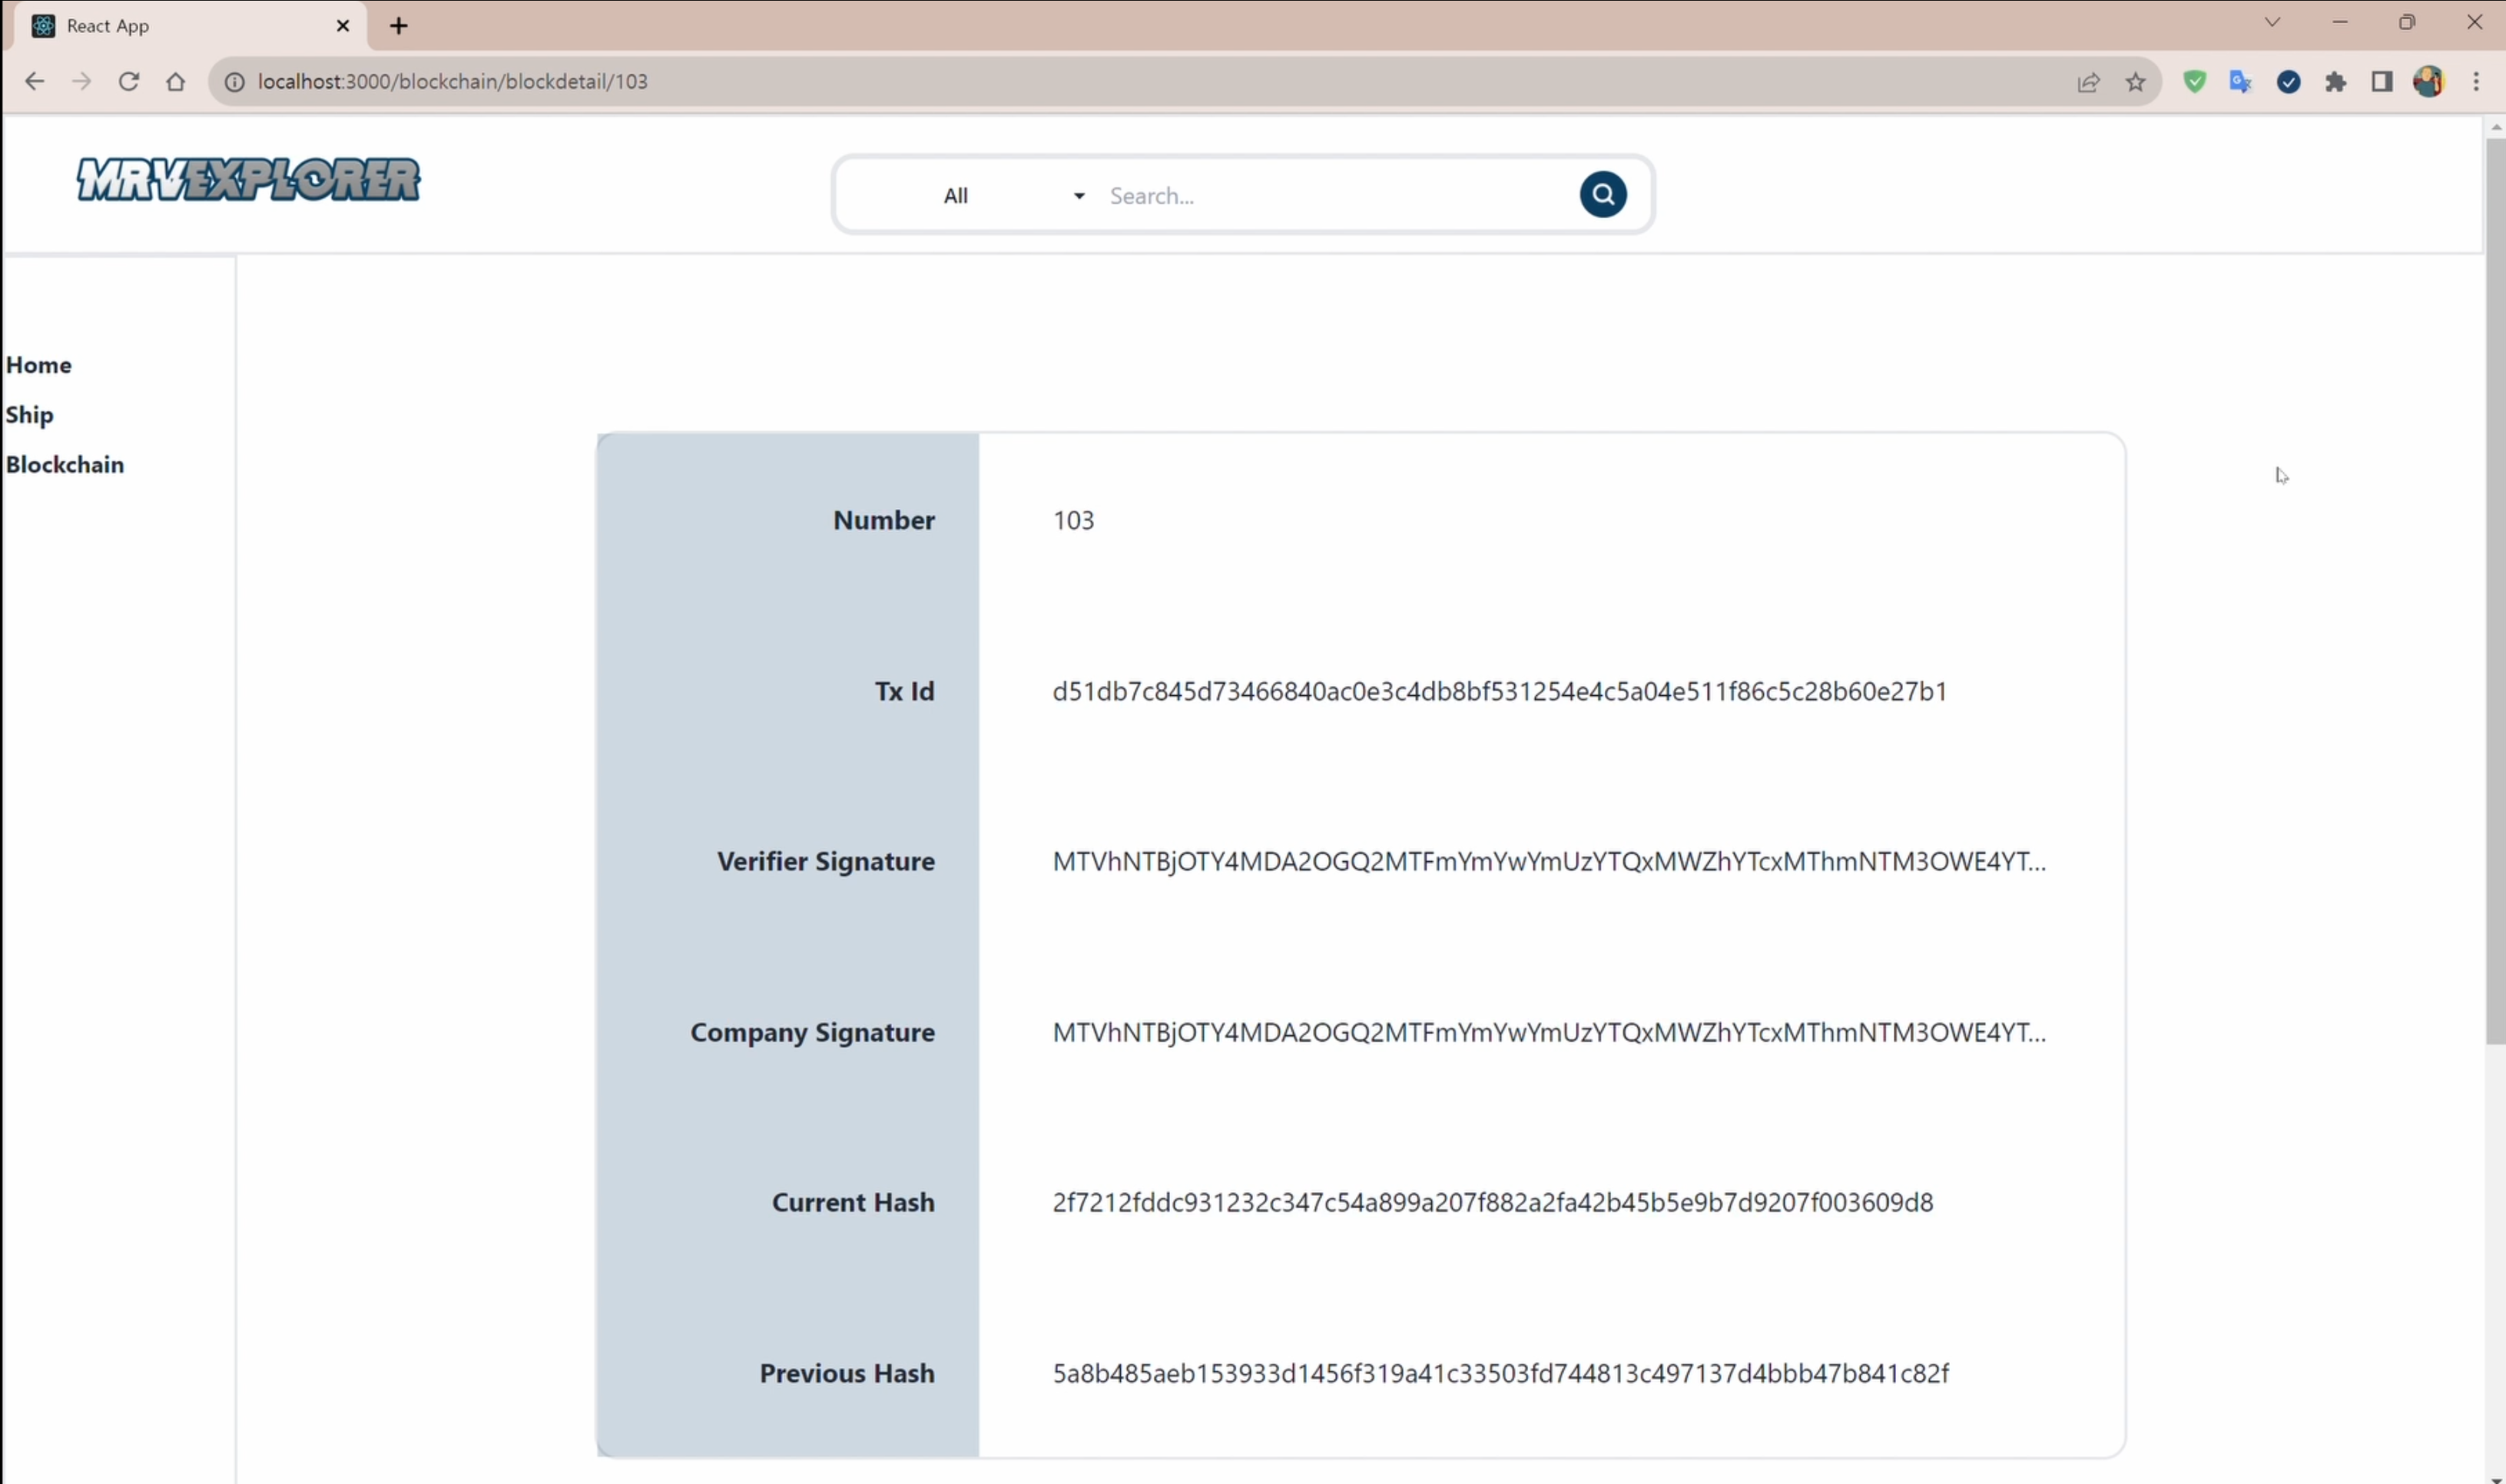 React App
localhost:3000/blockchain/blockdetail/103
MRVEXPLORER
All Search...
Home
Ship
Blockchain
Number 103
Tx Id d51db7c845d73466840ac0e3c4db8bf531254e4c5a04e511f86c5c28b60e27b1
Verifier Signature MTVhNTBjOTY4MDA2OGQ2MTFmYmYwYmUzYTQxMWZhYTcxMThmNTM3OWE4YT...
Company Signature MTVhNTBjOTY4MDA2OGQ2MTFmYmYwYmUzYTQxMWZhYTcxMThmNTM3OWE4YT...
Current Hash 2f7212fddc931232c347c54a899a207f882a2fa42b45b5e9b7d9207f003609d8
Previous Hash 5a8b485aeb153933d1456f319a41c33503fd744813c497137d4bbb47b841c82f